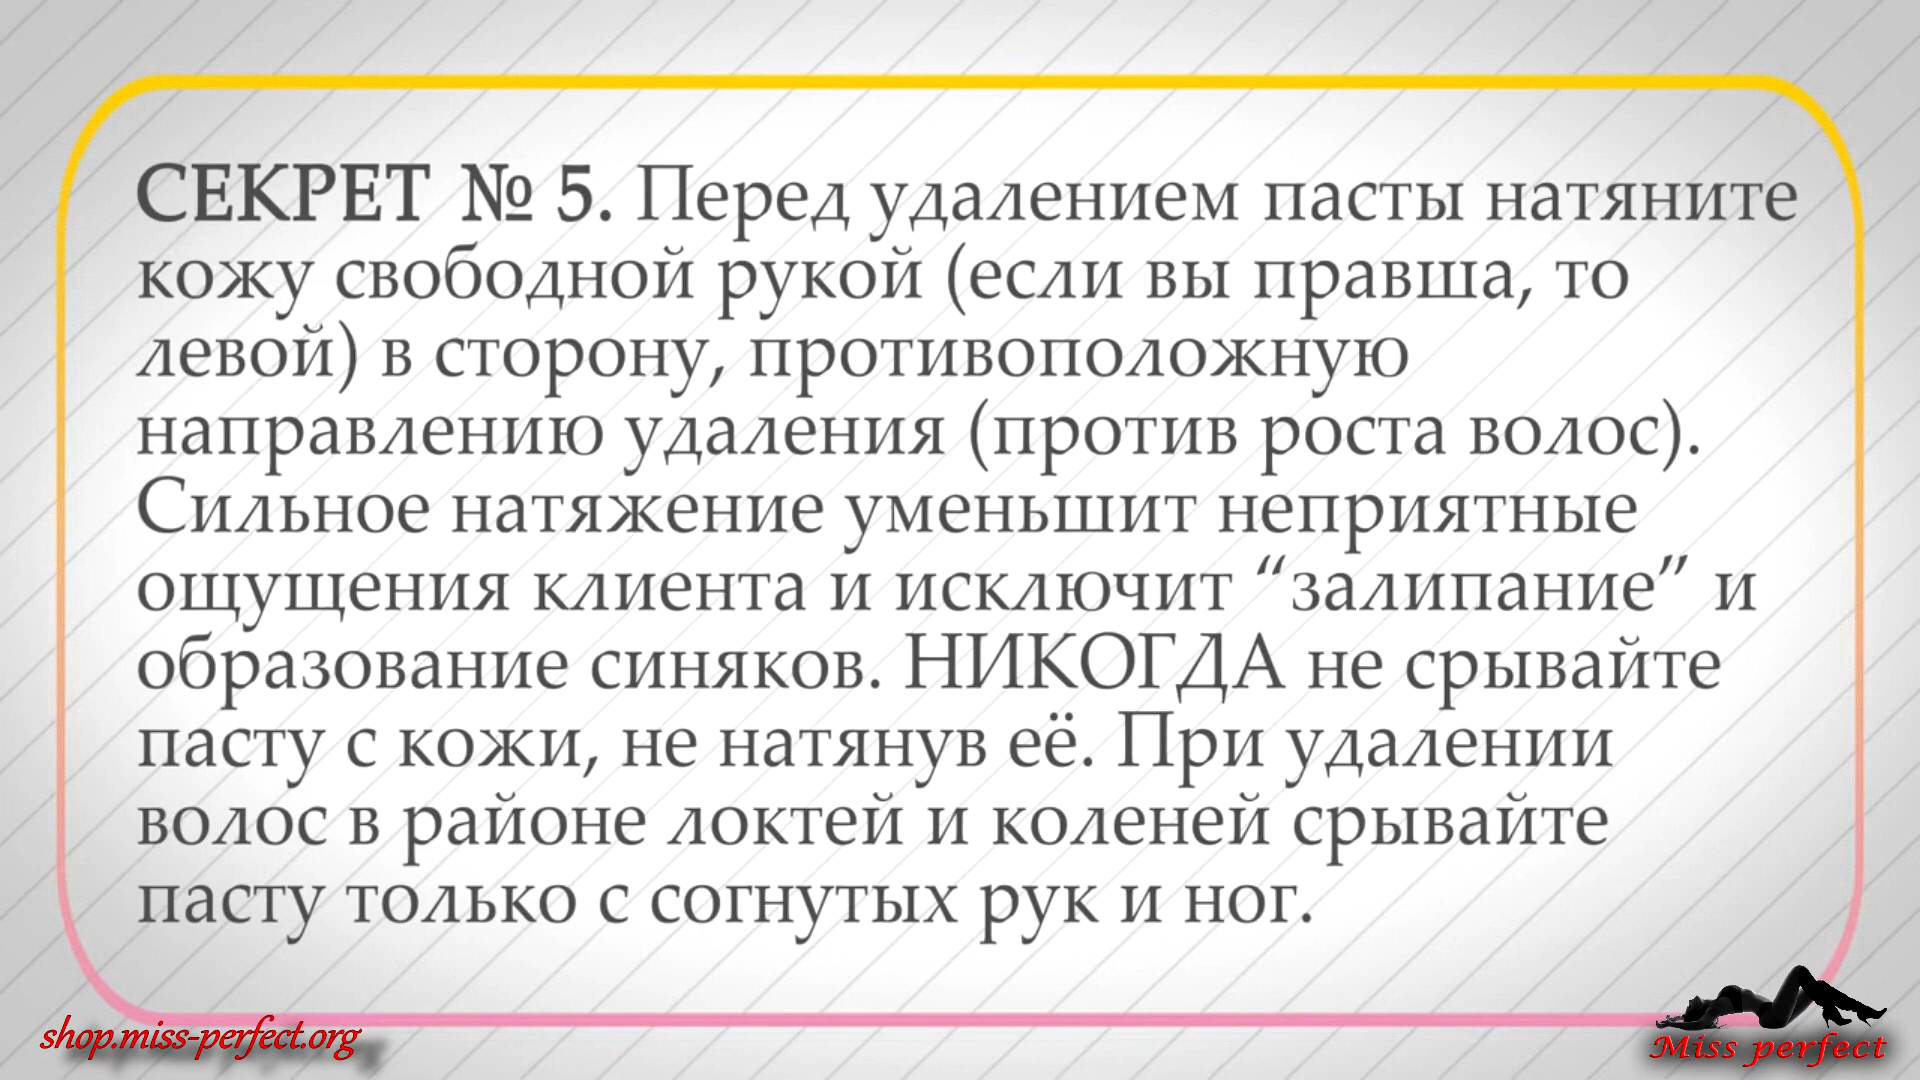 СЕКРЕТ № 5. Перед удалением пасты натяните
кожу свободной рукой (если вы правша, то
левой) в сторону, противоположную
направлению удаления (против роста волос).
Сильное натяжение уменьшит неприятные
ощущения клиента и исключит “залипание” и
образование синяков. НИКОГДА не срывайте
пасту с кожи, не натянув её. При удалении
волос в районе локтей и коленей срывайте
пасту только с согнутых рук и ног.
shop.miss-perfect.org
Miss perfect